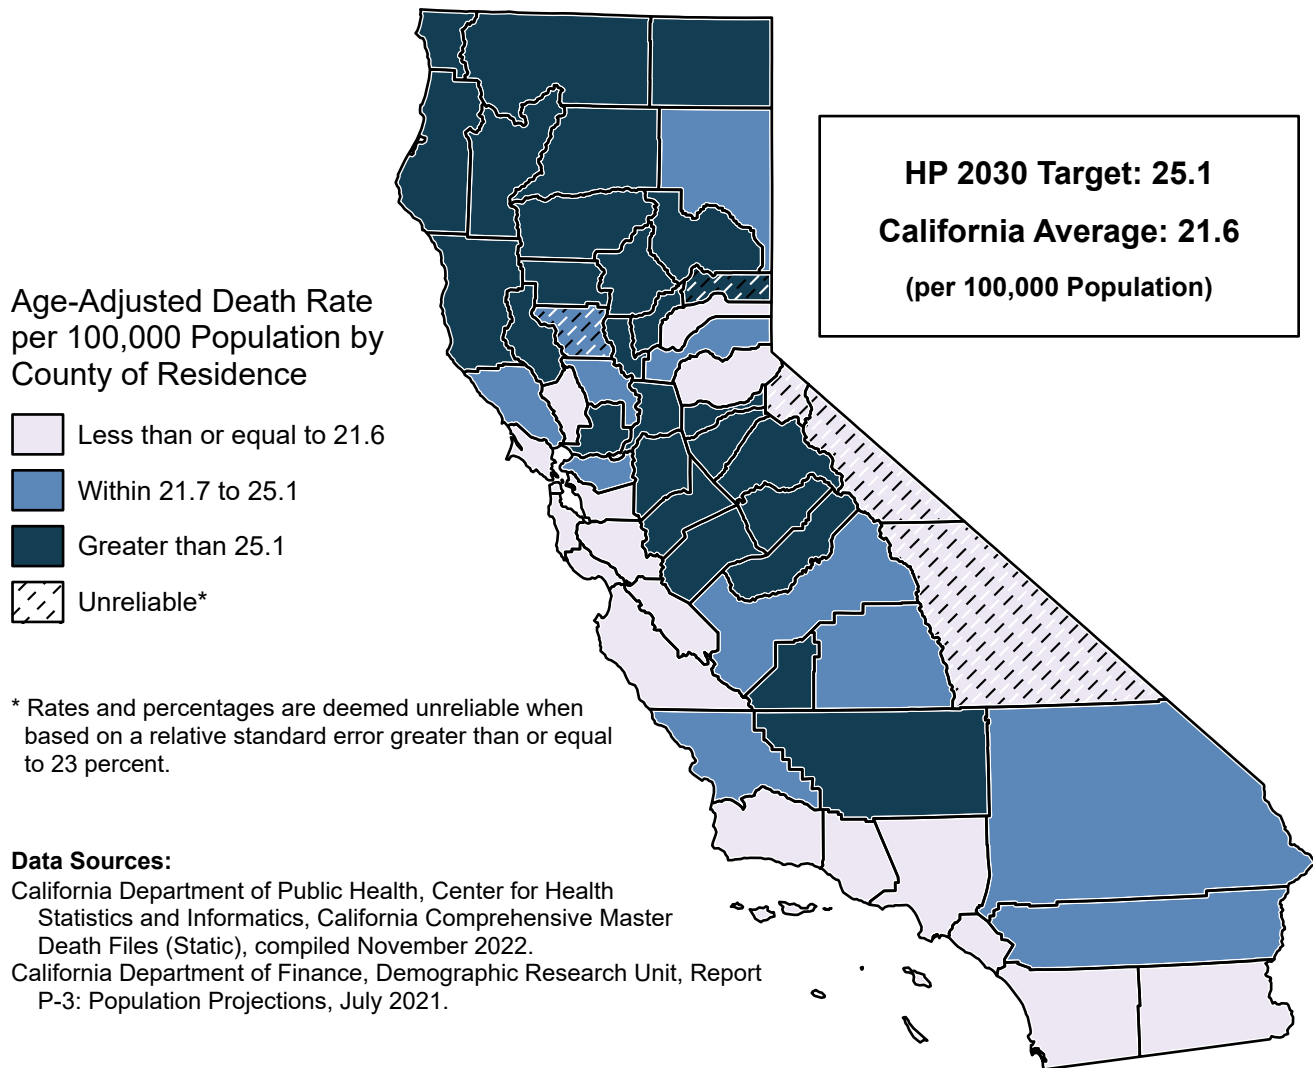 HP 2030 Target: 25.1
California Average: 21.6
(per 100,000 Population)
Age-Adjusted Death Rate
per 100,000 Population by
County of Residence
Less than or equal to 21.6
Within 21.7 to 25.1
Greater than 25.1
Unreliable*
* Rates and percentages are deemed unreliable when
based on a relative standard error greater than or equal
to 23 percent.
Data Sources:
California Department of Public Health, Center for Health
Statistics and Informatics, California Comprehensive Master
Death Files (Static), compiled November 2022.
California Department of Finance, Demographic Research Unit, Report
P-3: Population Projections, July 2021.